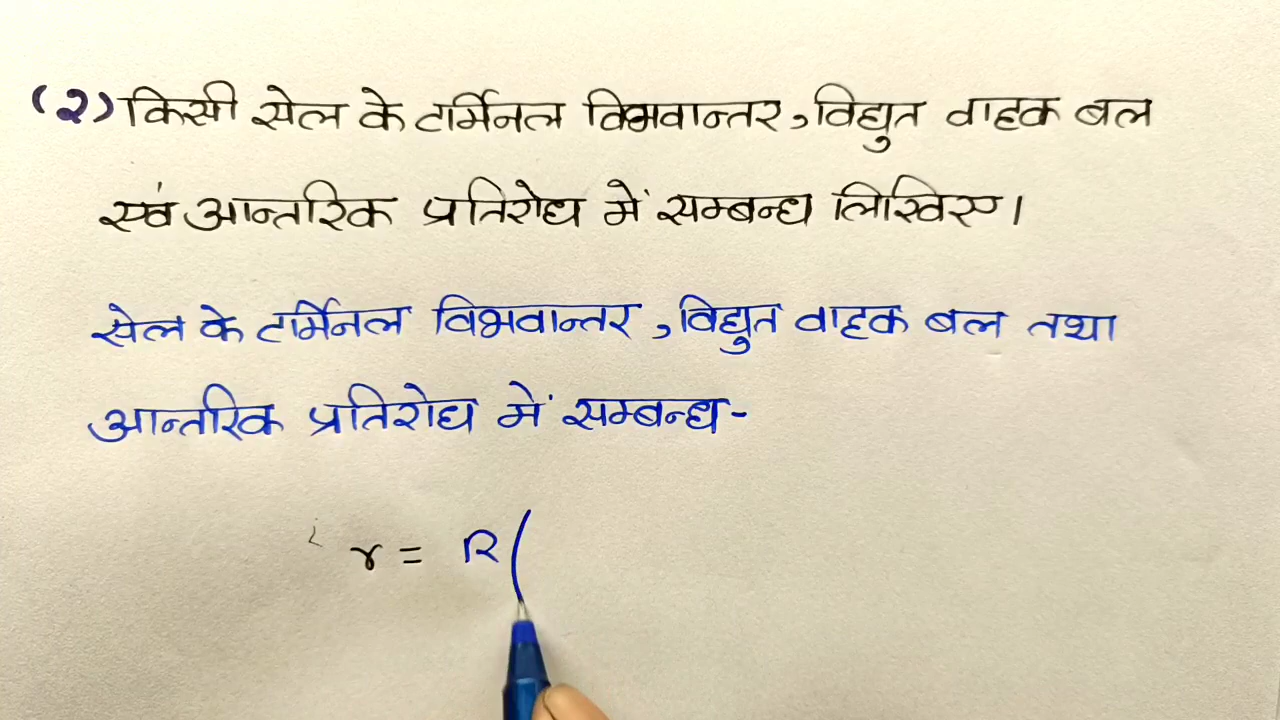 (२) किसी सेल के टर्मिनल विभवान्तर, विद्युत वाहक बल
एवं आन्तरिक प्रतिरोध में सम्बन्ध लिखिए।
सेल के टर्मिनल विभवान्तर, विद्युत वाहक बल तथा
आन्तरिक प्रतिरोध में सम्बन्ध-
r = R(